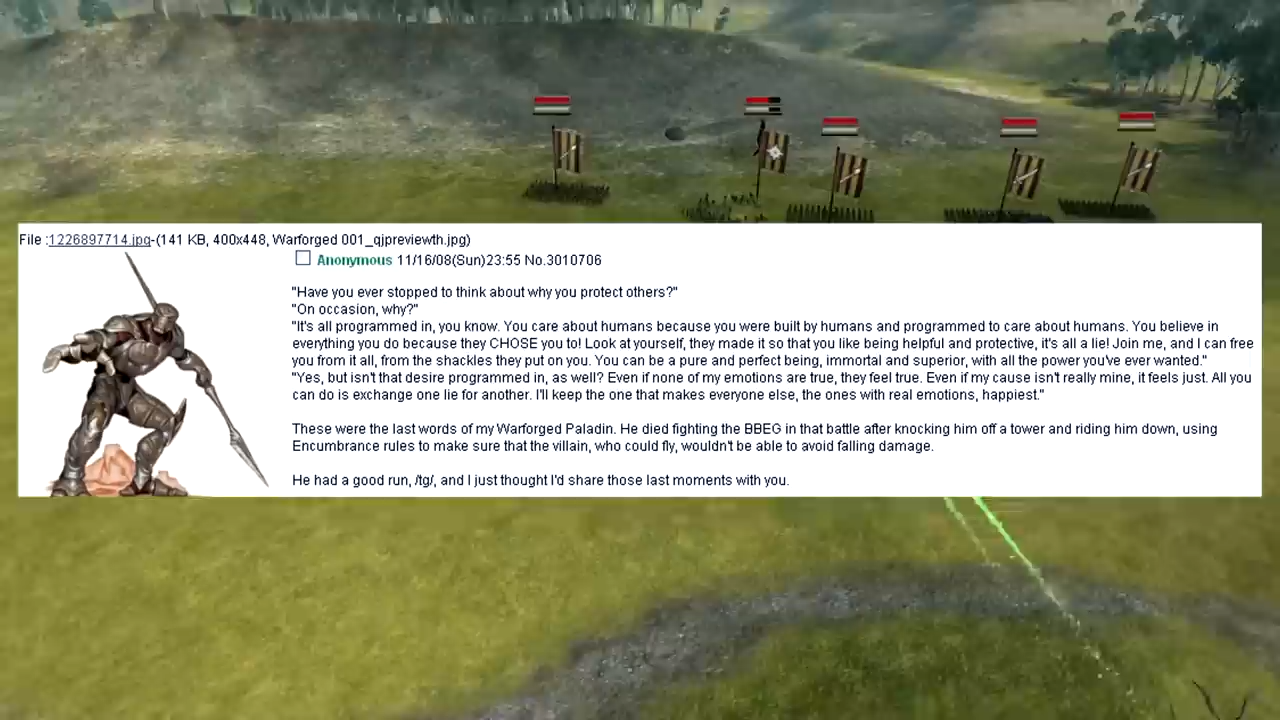 File :1226897714.jpg-(141 KB, 400x448, Warforged 001_qjpreviewth.jpg)
Anonymous 11/16/08(Sun)23:55 No.3010706
"Have you ever stopped to think about why you protect others?"
"On occasion, why?"
"It's all programmed in, you know. You care about humans because you were built by humans and programmed to care about humans. You believe in
everything you do because they CHOSE you to! Look at yourself, they made it so that you like being helpful and protective, it's all a lie! Join me, and I can free
you from it all, from the shackles they put on you. You can be a pure and perfect being, immortal and superior, with all the power you've ever wanted."
"Yes, but isn't that desire programmed in, as well? Even if none of my emotions are true, they feel true. Even if my cause isn't really mine, it feels just. All you
can do is exchange one lie for another. I'll keep the one that makes everyone else, the ones with real emotions, happiest."
These were the last words of my Warforged Paladin. He died fighting the BBEG in that battle after knocking him off a tower and riding him down, using
Encumbrance rules to make sure that the villain, who could fly, wouldn't be able to avoid falling damage.
He had a good run, /tg/, and I just thought I'd share those last moments with you.